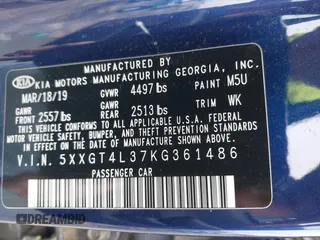 MANUFACTURED BY
KIA KIA MOTORS MANUFACTURING GEORGIA, INC.
MAR/18/19 GVWR 4497 LBS PAINT M5U
GAWR FRONT 2557 lbs GAWR REAR 2513 lbs TRIM WK
THIS VEHICLE CONFORMS TO ALL APPLICABLE U.S.A. FEDERAL MOTOR
VEHICLE SAFETY, BUMPER, AND THEFT PREVENTION STANDARDS IN
EFFECT ON THE DATE OF MANUFACTURE SHOWN ABOVE.
V.I.N. 5XXGT4L37KG361486
PASSENGER CAR
DREAMBID